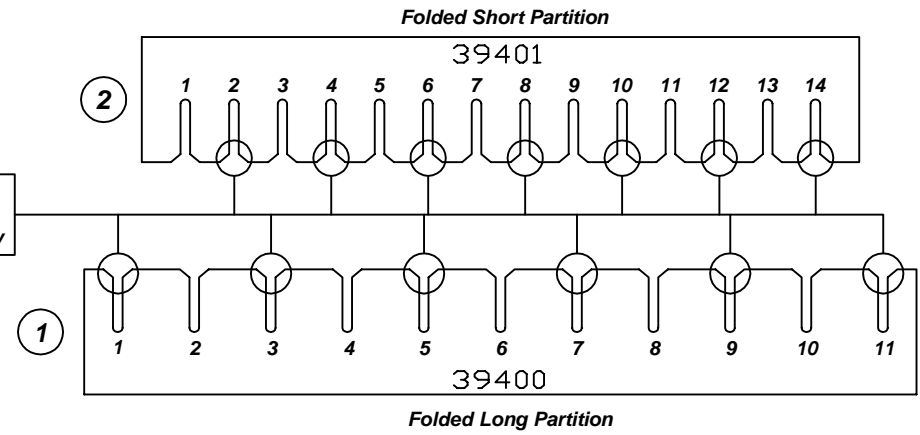 Folded Short Partition
39401
2
1 2 3 4 5 6 7 8 9 10 11 12 13 14
1
1 2 3 4 5 6 7 8 9 10 11
39400
Folded Long Partition